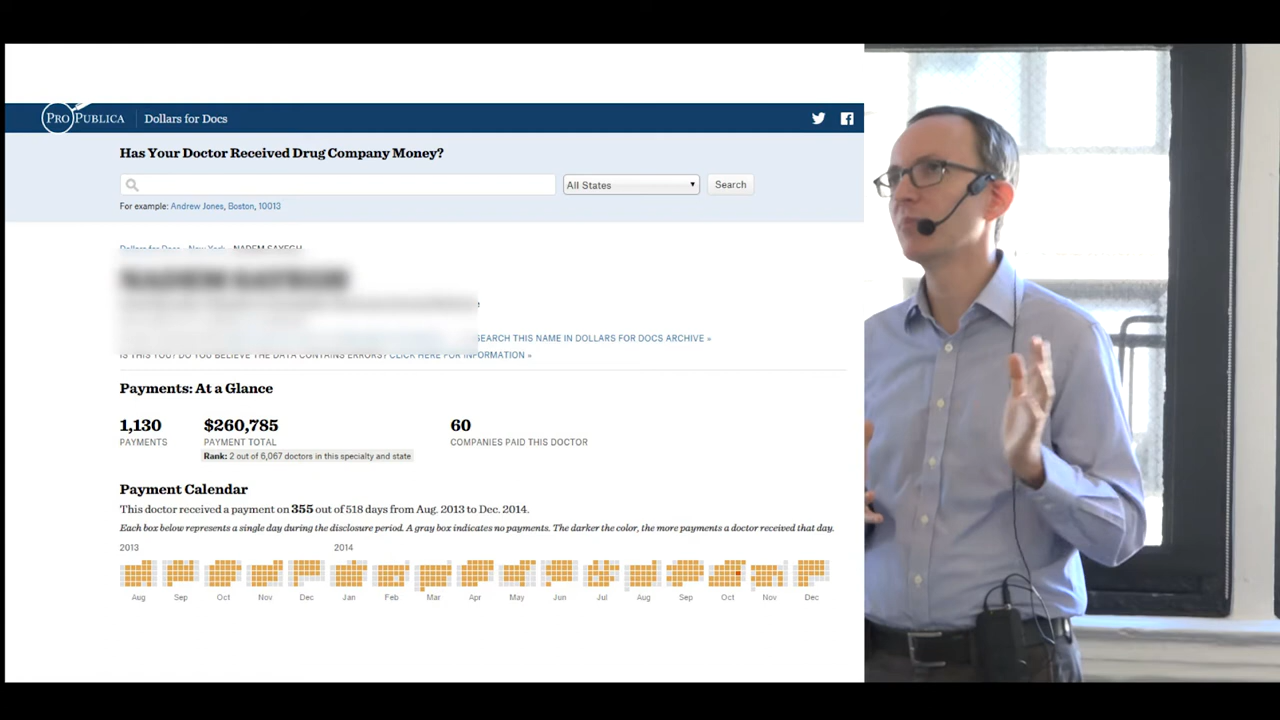 PROPUBLICA
Dollars for Docs
Has Your Doctor Received Drug Company Money?
All States
Search
For example: Andrew Jones, Boston, 10013
SEARCH THIS NAME IN DOLLARS FOR DOCS ARCHIVE »
IS THIS YOU? DO YOU BELIEVE THE DATA CONTAINS ERRORS? CLICK HERE FOR INFORMATION »
Payments: At a Glance
1,130
PAYMENTS
$260,785
PAYMENT TOTAL
Rank: 2 out of 6,067 doctors in this specialty and state
60
COMPANIES PAID THIS DOCTOR
Payment Calendar
This doctor received a payment on 355 out of 518 days from Aug. 2013 to Dec. 2014.
Each box below represents a single day during the disclosure period. A gray box indicates no payments. The darker the color, the more payments a doctor received that day.
2013 2014
Aug Sep Oct Nov Dec Jan Feb Mar Apr May Jun Jul Aug Sep Oct Nov Dec